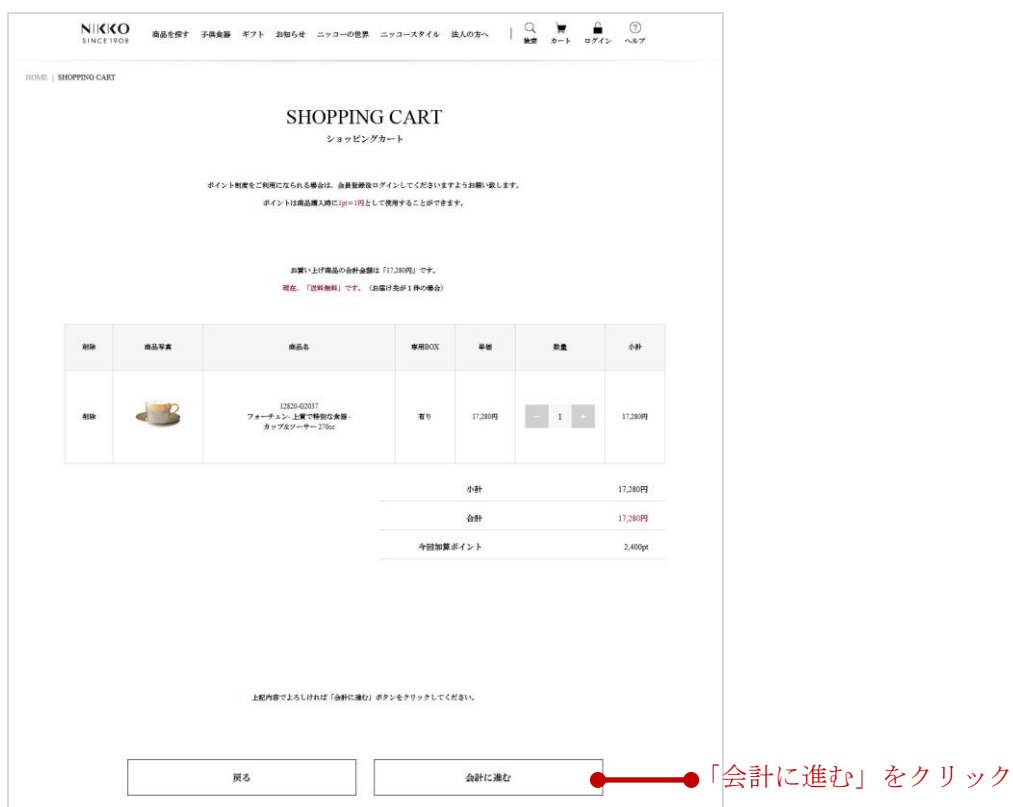 NIKKO
SINCE 1908
商品を探す 子供食器 ギフト お知らせ ニッコーの世界 ニッコースタイル 法人の方へ
検索 カート ログイン ヘルプ
HOME | SHOPPING CART
SHOPPING CART
ショッピングカート
ポイント制度をご利用になられる場合は、会員登録後ログインしてくださいますようお願い致します。
ポイントは商品購入時に1pt＝1円として使用することができます。
お買い上げ商品の合計金額は「17,280円」です。
現在、「送料無料」です。（お届け先が１件の場合）
削除 商品写真 商品名 専用BOX 単価 数量 小計
12820-02037
削除 フォーチュン- 上質で特別な食器 - 有り 17,280円 － 1 ＋ 17,280円
カップ&ソーサー 270cc
小計 17,280円
合計 17,280円
今回加算ポイント 2,400pt
上記内容でよろしければ「会計に進む」ボタンをクリックしてください。
戻る 会計に進む
「会計に進む」をクリック